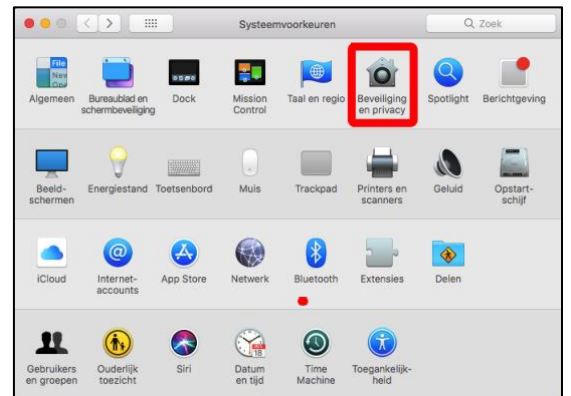 Systeemvoorkeuren
Zoek
File
New
Algemeen
Bureaublad en
schermbeveiliging
Dock
Mission
Control
Taal en regio
Beveiliging
en privacy
Spotlight
Berichtgeving
Beeld-
schermen
Energiestand
Toetsenbord
Muis
Trackpad
Printers en
scanners
Geluid
Opstart-
schijf
iCloud
Internet-
accounts
App Store
Netwerk
Bluetooth
Extensies
Delen
Gebruikers
en groepen
Ouderlijk
toezicht
Siri
18
Datum
en tijd
Time
Machine
Toegankelijk-
heid